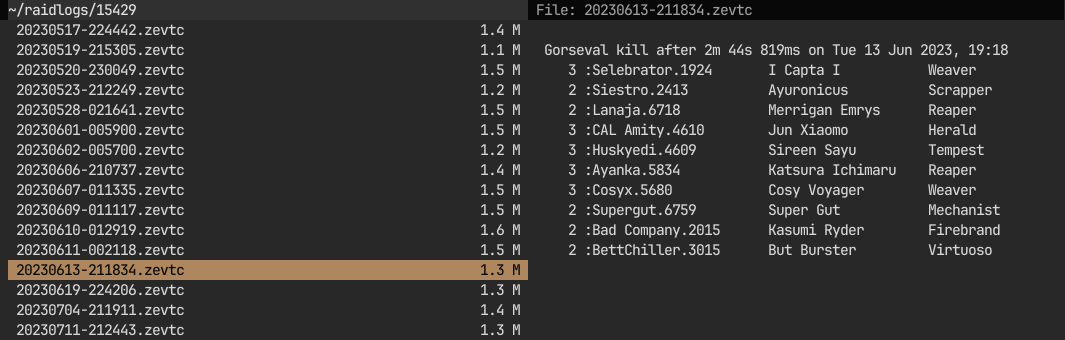 ~/raidlogs/15429
20230517-224442.zevtc 1.4 M
20230519-215305.zevtc 1.1 M
20230520-230049.zevtc 1.5 M
20230523-212249.zevtc 1.2 M
20230528-021641.zevtc 1.5 M
20230601-005900.zevtc 1.5 M
20230602-005700.zevtc 1.2 M
20230606-210737.zevtc 1.4 M
20230607-011335.zevtc 1.5 M
20230609-011117.zevtc 1.5 M
20230610-012919.zevtc 1.6 M
20230611-002118.zevtc 1.5 M
20230613-211834.zevtc 1.3 M
20230619-224206.zevtc 1.3 M
20230704-211911.zevtc 1.4 M
20230711-212443.zevtc 1.3 M
File: 20230613-211834.zevtc
Gorseval kill after 2m 44s 819ms on Tue 13 Jun 2023, 19:18
3 :Selebrator.1924 I Capta I Weaver
2 :Siestro.2413 Ayuronicus Scrapper
2 :Lanaja.6718 Merrigan Emrys Reaper
3 :CAL Amity.4610 Jun Xiaomo Herald
3 :Huskyedi.4609 Sireen Sayu Tempest
3 :Ayanka.5834 Katsura Ichimaru Reaper
3 :Cosyx.5680 Cosy Voyager Weaver
2 :Supergut.6759 Super Gut Mechanist
2 :Bad Company.2015 Kasumi Ryder Firebrand
2 :BettChiller.3015 But Burster Virtuoso